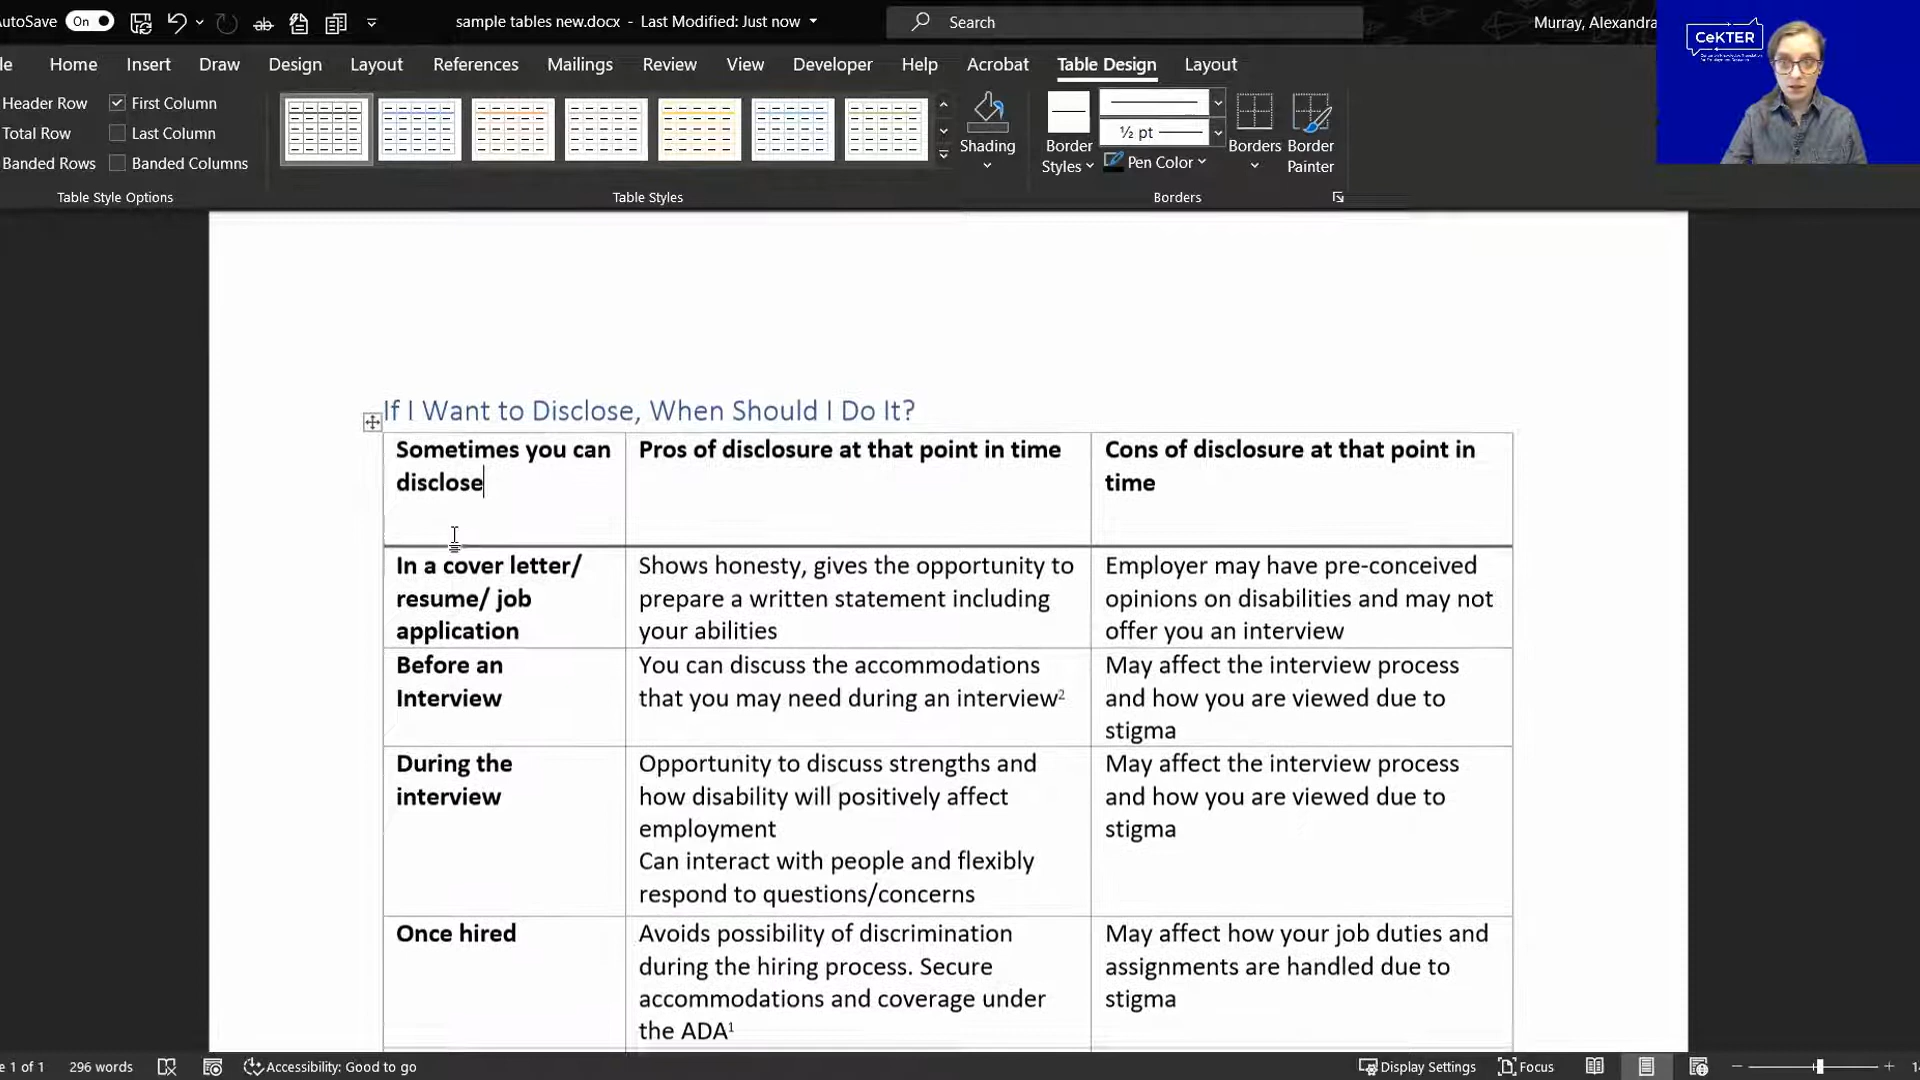 AutoSave On sample tables new.docx - Last Modified: Just now Search Murray, Alexandra
CeKTER
le Home Insert Draw Design Layout References Mailings Review View Developer Help Acrobat Table Design Layout
Header Row First Column
Total Row Last Column
Banded Rows Banded Columns
Shading
½ pt
Border Styles
Pen Color
Borders
Border Painter
Table Style Options Table Styles Borders
If I Want to Disclose, When Should I Do It?
Sometimes you can
disclose
Pros of disclosure at that point in time
Cons of disclosure at that point in
time
In a cover letter/
resume/ job
application
Shows honesty, gives the opportunity to
prepare a written statement including
your abilities
Employer may have pre-conceived
opinions on disabilities and may not
offer you an interview
Before an
Interview
You can discuss the accommodations
that you may need during an interview²
May affect the interview process
and how you are viewed due to
stigma
During the
interview
Opportunity to discuss strengths and
how disability will positively affect
employment
Can interact with people and flexibly
respond to questions/concerns
May affect the interview process
and how you are viewed due to
stigma
Once hired
Avoids possibility of discrimination
during the hiring process. Secure
accommodations and coverage under
the ADA¹
May affect how your job duties and
assignments are handled due to
stigma
e 1 of 1 296 words Accessibility: Good to go Display Settings Focus